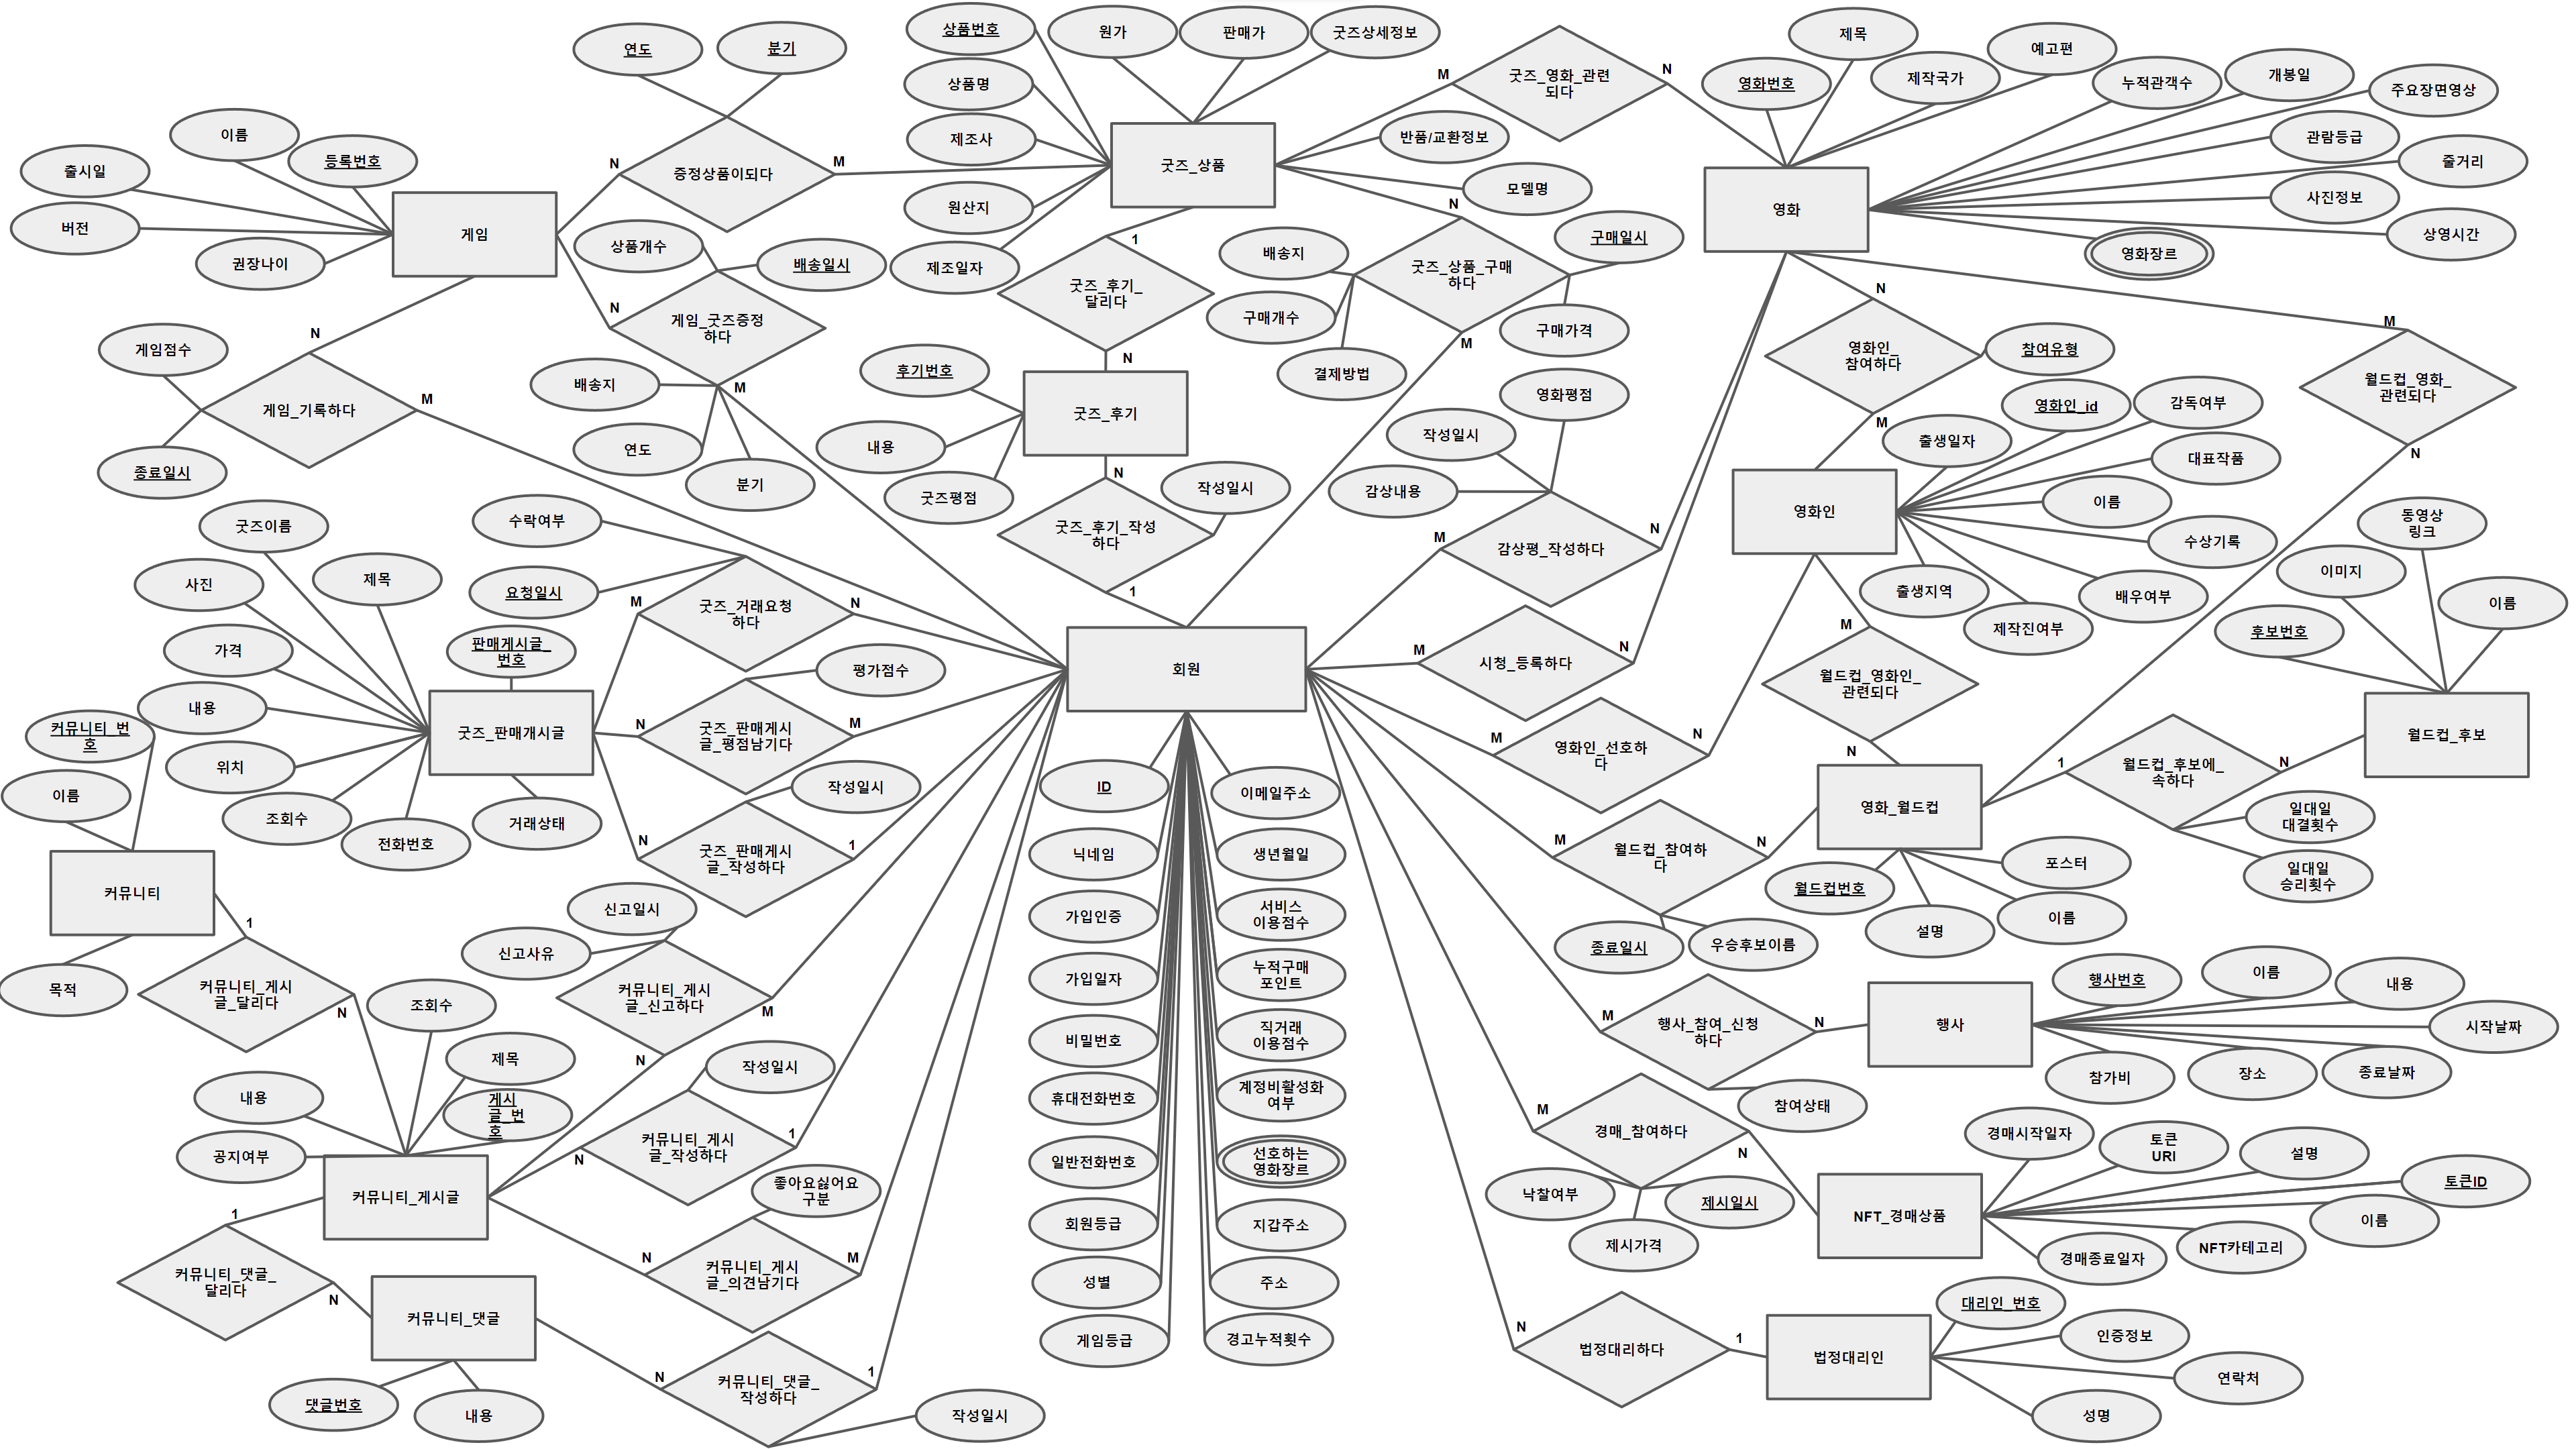 연도
분기
상품번호
원가
판매가
굿즈상세정보
상품명
제조사
원산지
제조일자
굿즈_상품
반품/교환정보
모델명
M
굿즈_영화_관련
되다
N
영화번호
제목
제작국가
예고편
누적관객수
개봉일
주요장면영상
관람등급
줄거리
사진정보
상영시간
영화장르
영화
이름
등록번호
출시일
버전
권장나이
게임
N
증정상품이되다
M
상품개수
배송일시
N
게임_굿즈증정
하다
M
배송지
연도
분기
N
게임점수
게임_기록하다
M
종료일시
1
굿즈_후기_
달리다
N
후기번호
내용
굿즈평점
굿즈_후기
N
굿즈_후기_작성
하다
작성일시
1
N
굿즈_상품_구매
하다
구매일시
배송지
구매개수
결제방법
구매가격
M
영화평점
작성일시
감상내용
M
감상평_작성하다
N
M
시청_등록하다
N
N
영화인_
참여하다
참여유형
M
영화인_id
감독여부
출생일자
대표작품
이름
수상기록
배우여부
제작진여부
출생지역
영화인
M
월드컵_영화_
관련되다
N
M
월드컵_영화인_
관련되다
N
M
영화인_선호하
다
N
동영상
링크
이미지
이름
후보번호
월드컵_후보
1
월드컵_후보에_
속하다
N
일대일
대결횟수
일대일
승리횟수
영화_월드컵
포스터
월드컵번호
이름
설명
M
월드컵_참여하
다
N
종료일시
우승후보이름
굿즈이름
사진
제목
가격
내용
위치
조회수
전화번호
거래상태
판매게시글_
번호
굿즈_판매개시글
수락여부
요청일시
M
굿즈_거래요청
하다
N
평가점수
N
굿즈_판매게시
글_평점남기다
M
작성일시
N
굿즈_판매게시
글_작성하다
1
회원
ID
닉네임
가입인증
가입일자
비밀번호
휴대전화번호
일반전화번호
회원등급
성별
게임등급
이메일주소
생년월일
서비스
이용점수
누적구매
포인트
직거래
이용점수
계정비활성화
여부
선호하는
영화장르
지갑주소
주소
경고누적횟수
커뮤니티_번
호
이름
커뮤니티
목적
1
커뮤니티_게시
글_달리다
N
신고일시
신고사유
커뮤니티_게시
글_신고하다
M
N
조회수
제목
내용
게시
글_번
호
공지여부
커뮤니티_게시글
작성일시
커뮤니티_게시
글_작성하다
1
N
좋아요싫어요
구분
N
커뮤니티_게시
글_의견남기다
M
1
커뮤니티_댓글_
달리다
N
커뮤니티_댓글
댓글번호
내용
N
커뮤니티_댓글_
작성하다
1
작성일시
M
행사_참여_신청
하다
N
참여상태
행사
행사번호
이름
내용
시작날짜
종료날짜
장소
참가비
M
경매_참여하다
N
낙찰여부
제시일시
제시가격
NFT_경매상품
경매시작일자
토큰
URI
설명
토큰ID
이름
NFT카테고리
경매종료일자
N
법정대리하다
1
법정대리인
대리인_번호
인증정보
연락처
성명